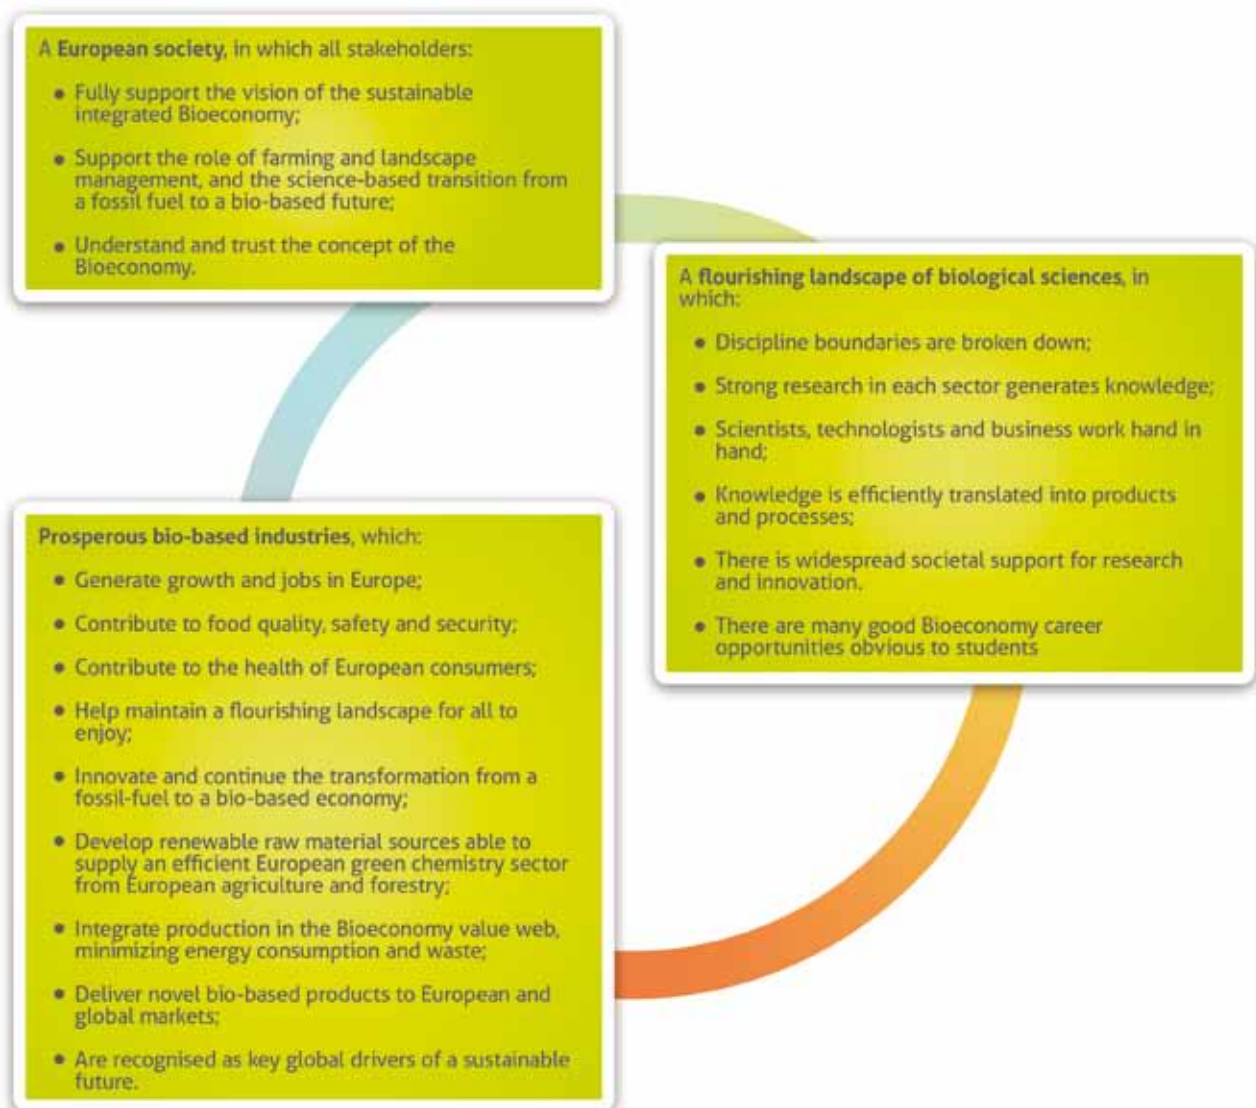 A European society, in which all stakeholders:
• Fully support the vision of the sustainable
integrated Bioeconomy;
• Support the role of farming and landscape
management, and the science-based transition from
a fossil fuel to a bio-based future;
• Understand and trust the concept of the
Bioeconomy.
A flourishing landscape of biological sciences, in
which:
• Discipline boundaries are broken down;
• Strong research in each sector generates knowledge;
• Scientists, technologists and business work hand in
hand;
• Knowledge is efficiently translated into products
and processes;
• There is widespread societal support for research
and innovation.
• There are many good Bioeconomy career
opportunities obvious to students
Prosperous bio-based industries, which:
• Generate growth and jobs in Europe;
• Contribute to food quality, safety and security;
• Contribute to the health of European consumers;
• Help maintain a flourishing landscape for all to
enjoy;
• Innovate and continue the transformation from a
fossil-fuel to a bio-based economy;
• Develop renewable raw material sources able to
supply an efficient European green chemistry sector
from European agriculture and forestry;
• Integrate production in the Bioeconomy value web,
minimizing energy consumption and waste;
• Deliver novel bio-based products to European and
global markets;
• Are recognised as key global drivers of a sustainable
future.